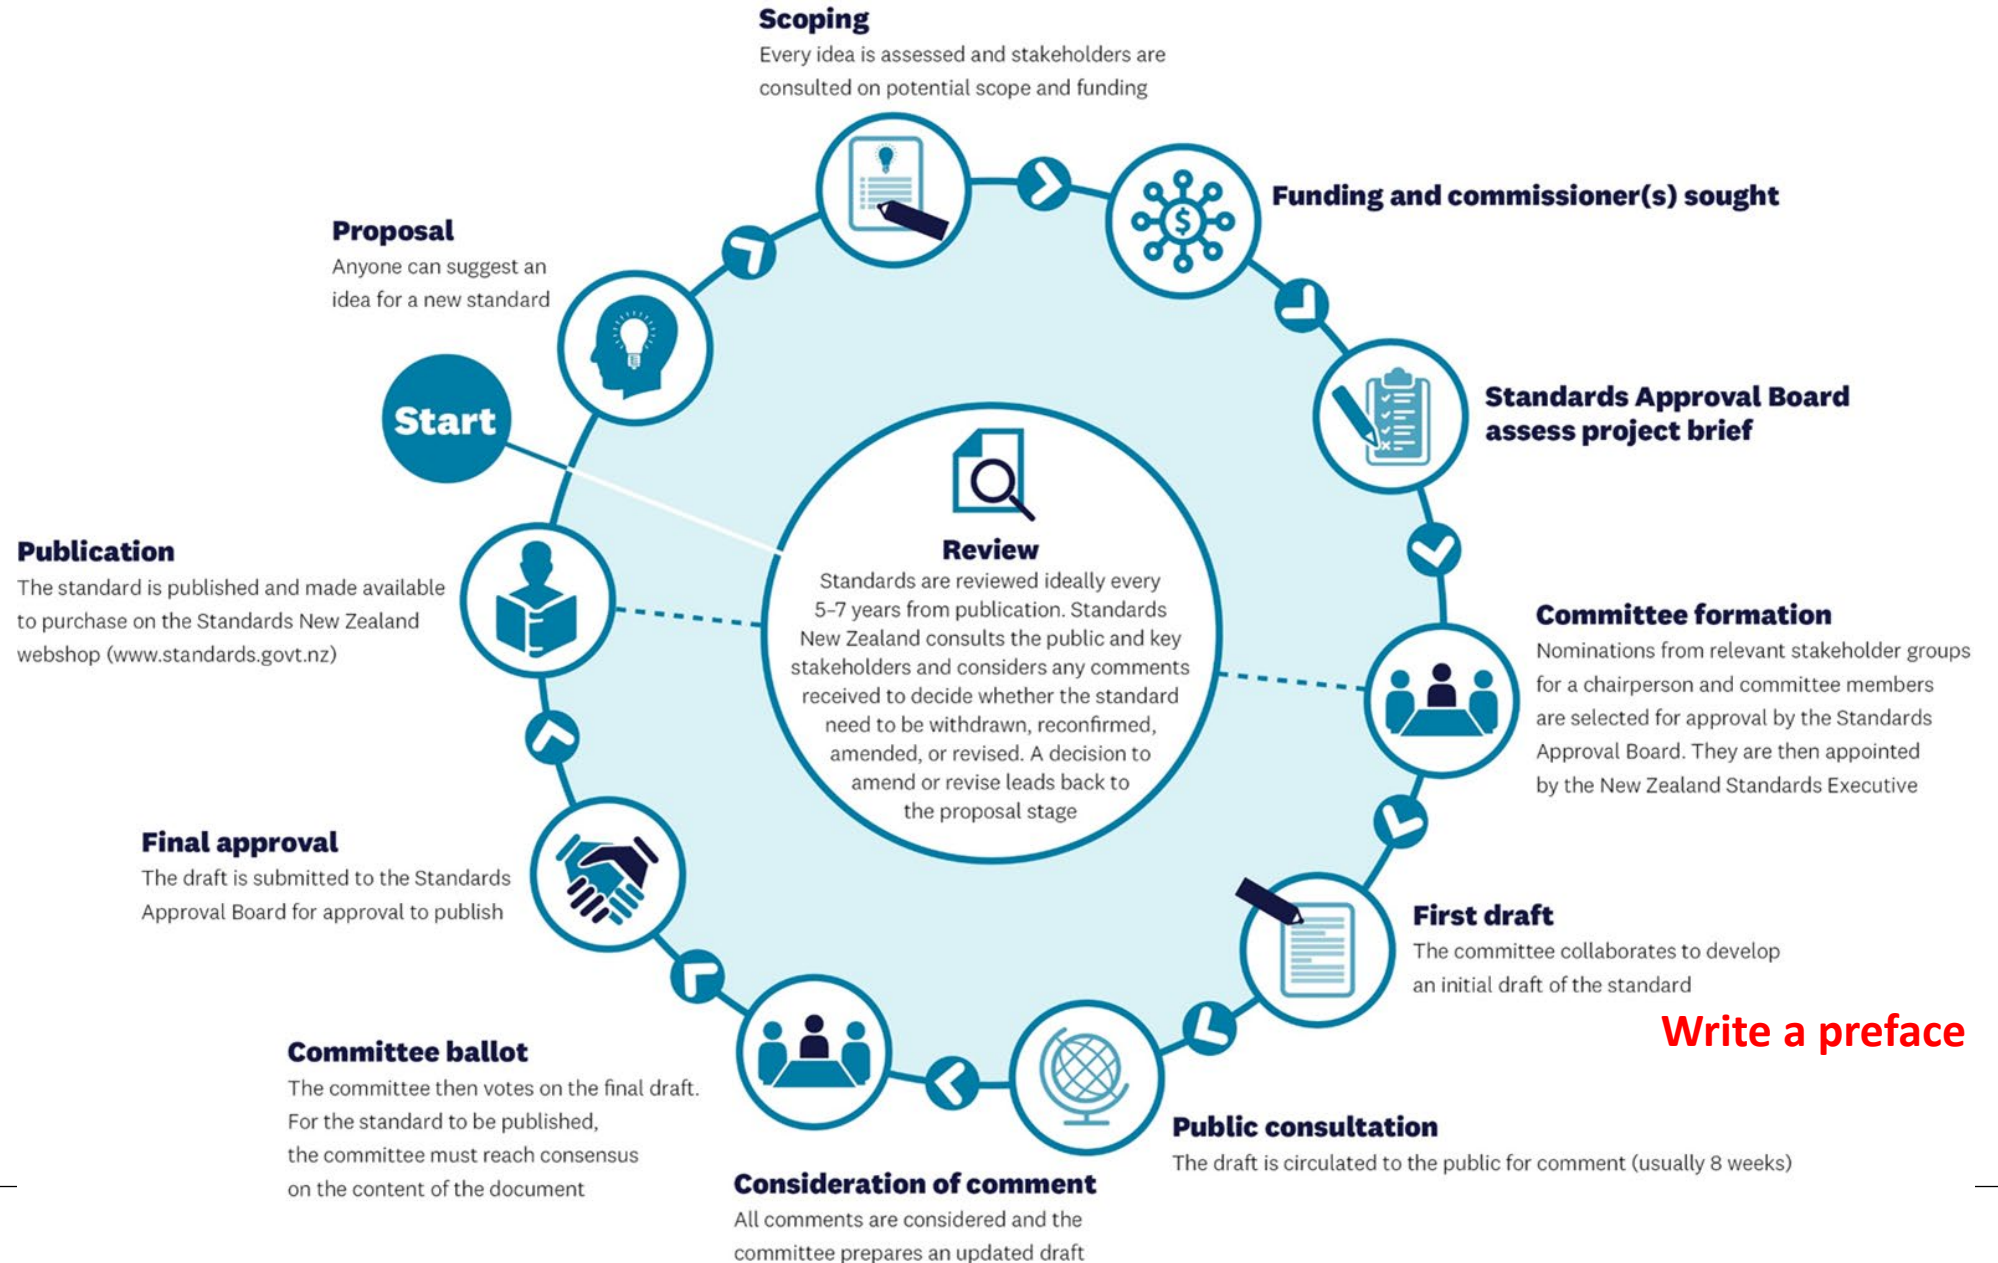 Scoping
Every idea is assessed and stakeholders are
consulted on potential scope and funding
Funding and commissioner(s) sought
$
Proposal
Anyone can suggest an
idea for a new standard
Start
Standards Approval Board
assess project brief
Review
Standards are reviewed ideally every
5–7 years from publication. Standards
New Zealand consults the public and key
stakeholders and considers any comments
received to decide whether the standard
need to be withdrawn, reconfirmed,
amended, or revised. A decision to
amend or revise leads back to
the proposal stage
Publication
The standard is published and made available
to purchase on the Standards New Zealand
webshop (www.standards.govt.nz)
Committee formation
Nominations from relevant stakeholder groups
for a chairperson and committee members
are selected for approval by the Standards
Approval Board. They are then appointed
by the New Zealand Standards Executive
Final approval
The draft is submitted to the Standards
Approval Board for approval to publish
First draft
The committee collaborates to develop
an initial draft of the standard
Write a preface
Committee ballot
The committee then votes on the final draft.
For the standard to be published,
the committee must reach consensus
on the content of the document
Public consultation
The draft is circulated to the public for comment (usually 8 weeks)
Consideration of comment
All comments are considered and the
committee prepares an updated draft